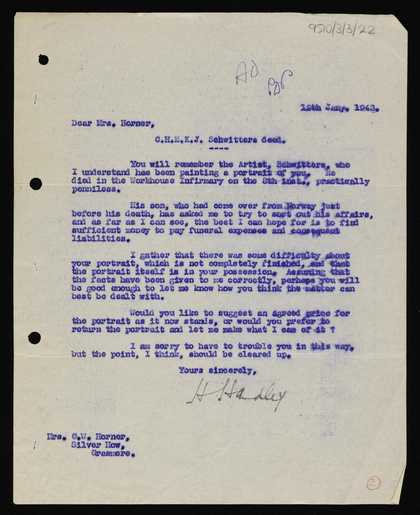 920/3/3/22
AO
BP
12th Jany. 1948.
Dear Mrs. Horner,
C.H.E.K.J. Schwitters decd.
You will remember the Artist, Schwitters, who
I understand has been painting a portrait of you. He
died in the Workhouse Infirmary on the 8th inst., practically
penniless.
His son, who had come over from Norway just
before his death, has asked me to try to sort out his affairs,
and as far as I can see, the best I can hope for is to find
sufficient money to pay funeral expenses and consequent
liabilities.
I gather that there was some difficulty about
your portrait, which is not completely finished, and that
the portrait itself is in your possession. Assuming that
the facts have been given to me correctly, perhaps you will
be good enough to let me know how you think the matter can
best be dealt with.
Would you like to suggest an agreed price for
the portrait as it now stands, or would you prefer to
return the portrait and let me make what I can of it ?
I am sorry to have to trouble you in this way,
but the point, I think, should be cleared up.
Yours sincerely,
H Handley
Mrs. C.U. Horner,
Silver How,
Grasmere.
2